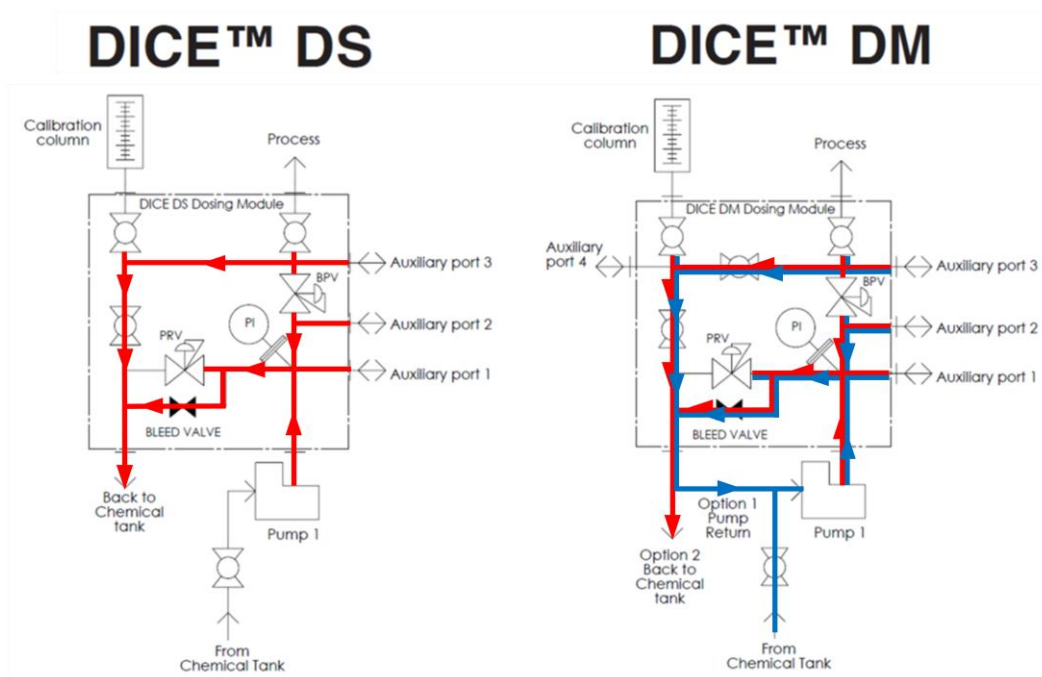 DICE™ DS
Calibration
column
Process
DICE DS Dosing Module
Auxiliary port 3
BPV
PI
Auxiliary port 2
PRV
Auxiliary port 1
BLEED VALVE
Back to
Chemical
tank
Pump 1
From
Chemical Tank
DICE™ DM
Calibration
column
Process
DICE DM Dosing Module
Auxiliary
port 4
Auxiliary port 3
BPV
PI
Auxiliary port 2
PRV
Auxiliary port 1
BLEED VALVE
Option 1
Pump
Return
Pump 1
Option 2
Back to
Chemical
tank
From
Chemical Tank